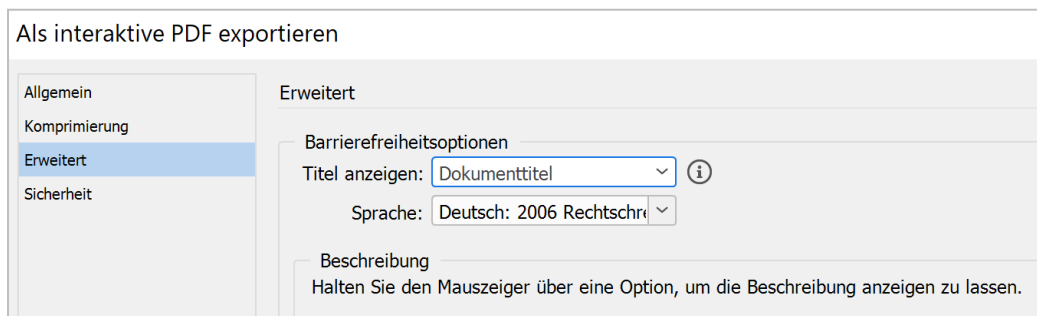 Als interaktive PDF exportieren
Allgemein
Komprimierung
Erweitert
Sicherheit
Erweitert
Barrierefreiheitsoptionen
Titel anzeigen: Dokumenttitel
Sprache: Deutsch: 2006 Rechtschre
Beschreibung
Halten Sie den Mauszeiger über eine Option, um die Beschreibung anzeigen zu lassen.